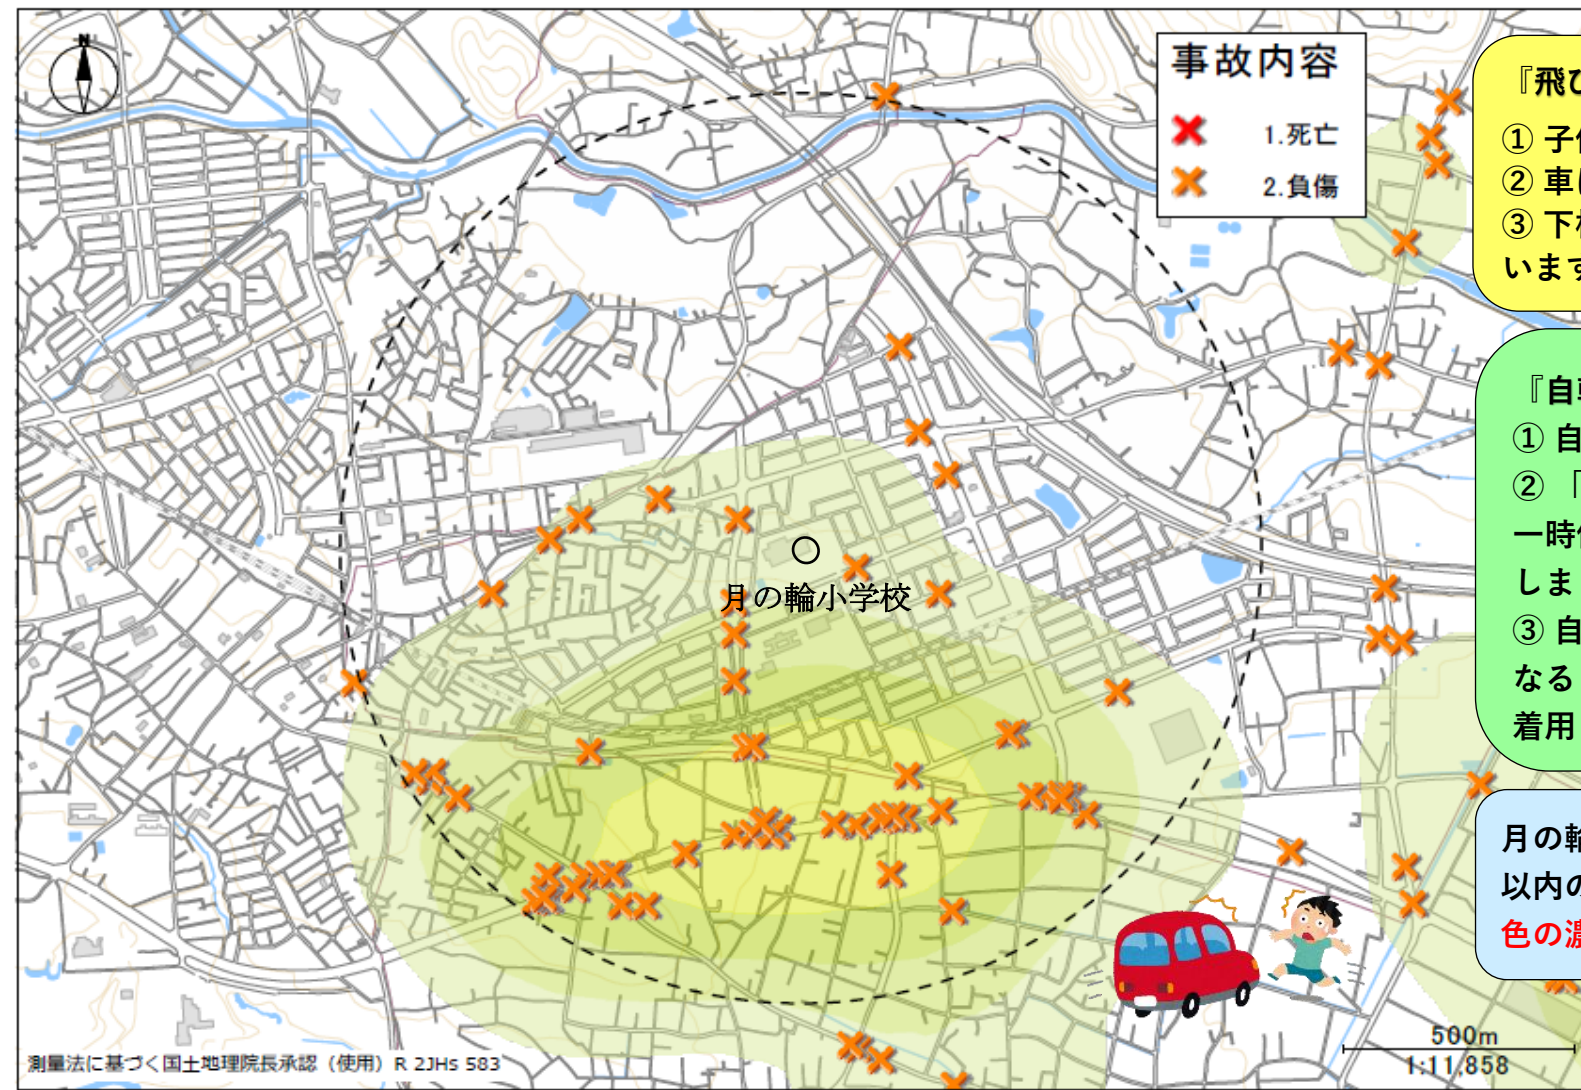 N
事故内容
1.死亡
2.負傷
『飛び
① 子
② 車
③ 下
います
『自
① 自
② 「
一時
しま
③ 自
なる
着用
月の輪
以内の
色の濃
月の輪小学校
500m
1:11,858
測量法に基づく国土地理院長承認（使用）R 2JHs 583